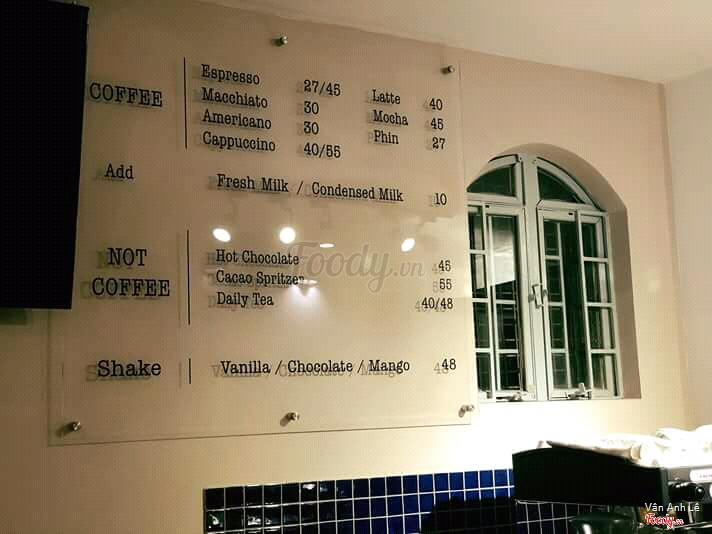 COFFEE
Espresso 27/45
Macchiato 30
Americano 30
Cappuccino 40/55
Latte 40
Mocha 45
Phin 27
Add Fresh Milk / Condensed Milk 10
NOT COFFEE
Hot Chocolate 45
Cacao Spritzer 55
Daily Tea 40/48
Shake Vanilla / Chocolate / Mango 48
Foody.vn
Vân Anh Lê
Foody.vn